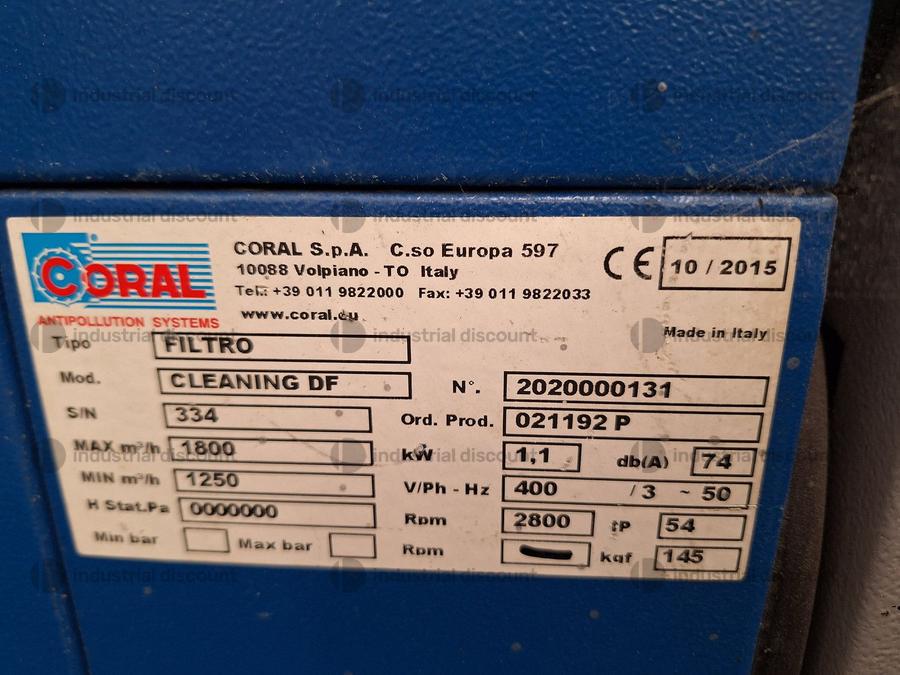 CORAL
ANTIPOLLUTION SYSTEMS
CORAL S.p.A. C.so Europa 597
10088 Volpiano - TO Italy
Tel.: +39 011 9822000 Fax: +39 011 9822033
www.coral.eu
CE 10 / 2015
Made in Italy
Tipo FILTRO
Mod. CLEANING DF N°. 2020000131
S/N 334 Ord. Prod. 021192 P
MAX m³/h 1800 kW 1,1 db(A) 74
MIN m³/h 1250 V/Ph - Hz 400 / 3 ~ 50
H Stat.Pa 0000000 Rpm 2800 IP 54
Min bar Max bar Rpm kgf 145
industrial discount